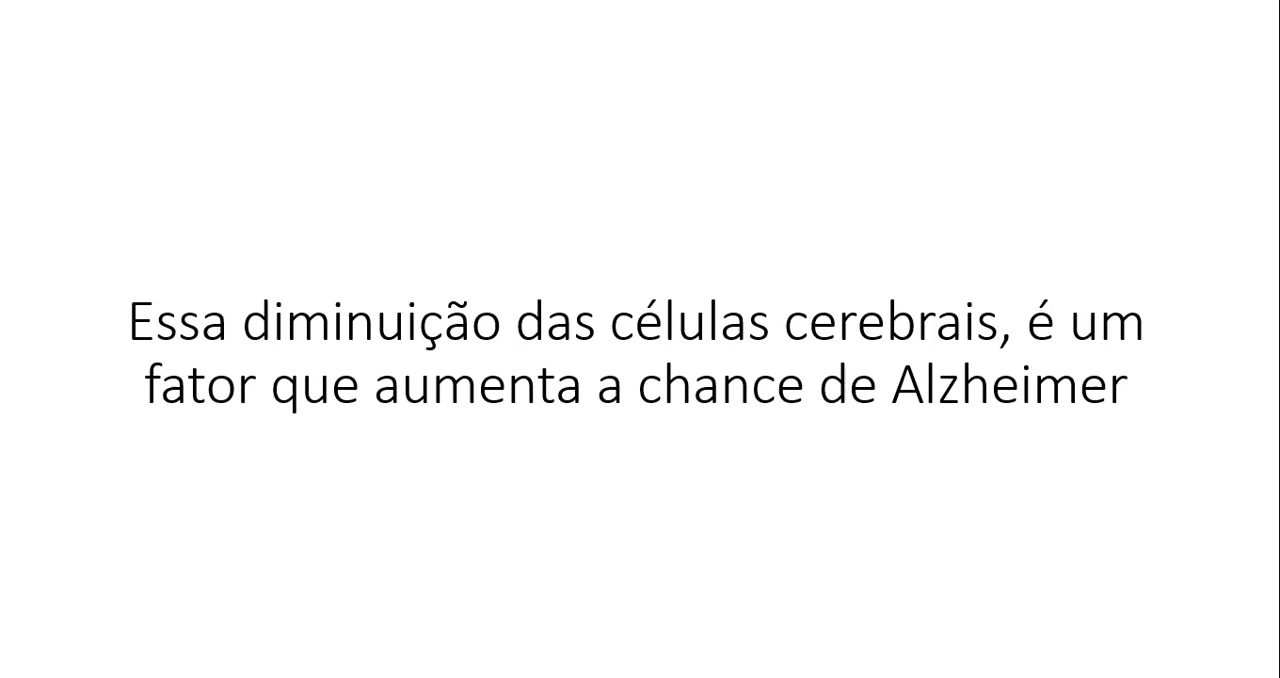 Essa diminuição das células cerebrais, é um
fator que aumenta a chance de Alzheimer